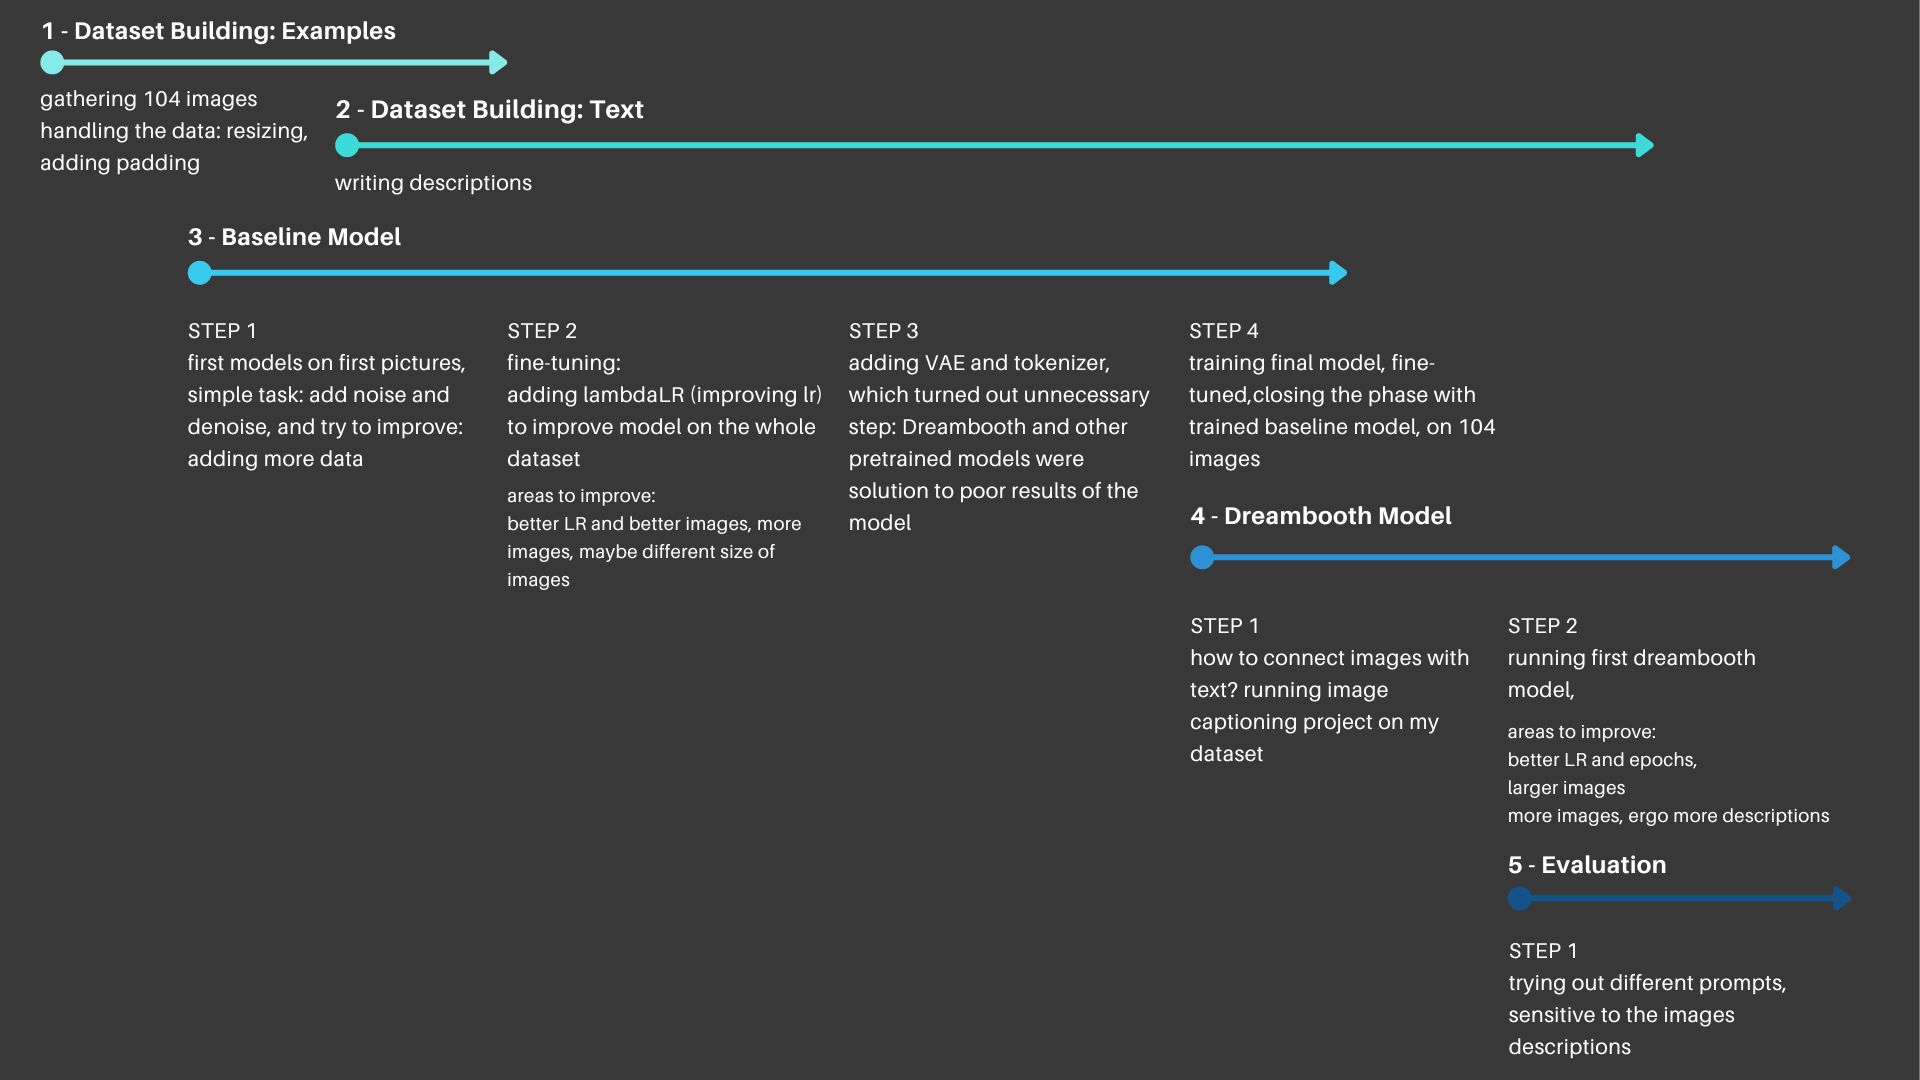 1 - Dataset Building: Examples
gathering 104 images
handling the data: resizing,
adding padding
2 - Dataset Building: Text
writing descriptions
3 - Baseline Model
STEP 1
first models on first pictures,
simple task: add noise and
denoise, and try to improve:
adding more data
STEP 2
fine-tuning:
adding lambdaLR (improving lr)
to improve model on the whole
dataset
areas to improve:
better LR and better images, more
images, maybe different size of
images
STEP 3
adding VAE and tokenizer,
which turned out unnecessary
step: Dreambooth and other
pretrained models were
solution to poor results of the
model
STEP 4
training final model, fine-
tuned,closing the phase with
trained baseline model, on 104
images
4 - Dreambooth Model
STEP 1
how to connect images with
text? running image
captioning project on my
dataset
STEP 2
running first dreambooth
model,
areas to improve:
better LR and epochs,
larger images
more images, ergo more descriptions
5 - Evaluation
STEP 1
trying out different prompts,
sensitive to the images
descriptions